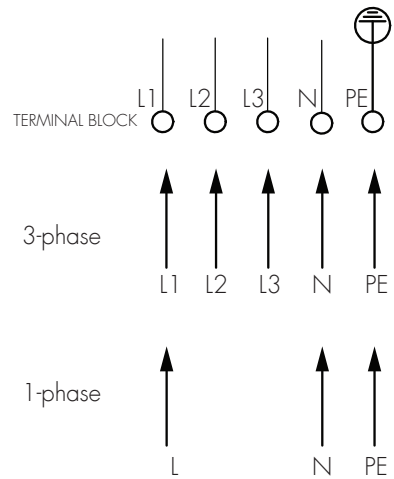 L1 L2 L3 N PE
TERMINAL BLOCK
3-phase
L1 L2 L3 N PE
1-phase
L N PE